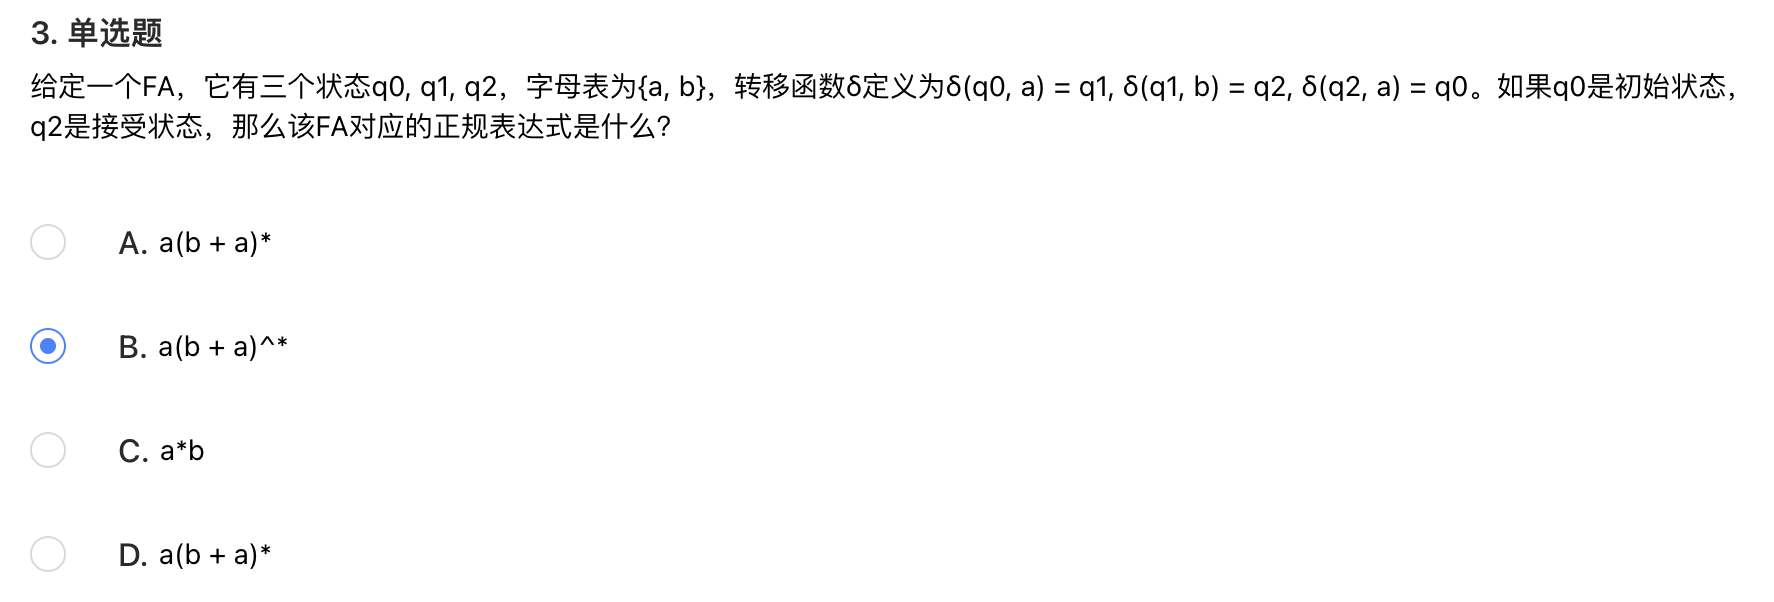 3. 单选题
给定一个FA，它有三个状态q0, q1, q2，字母表为{a, b}，转移函数δ定义为δ(q0, a) = q1, δ(q1, b) = q2, δ(q2, a) = q0。如果q0是初始状态，
q2是接受状态，那么该FA对应的正规表达式是什么?
A. a(b + a)*
B. a(b + a)^*
C. a*b
D. a(b + a)*